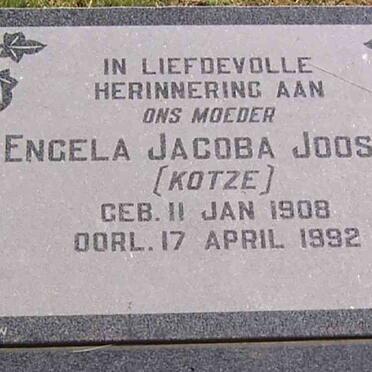 IN LIEFDEVOLLE
HERINNERING AAN
ONS MOEDER
ENGELA JACOBA JOOS
[KOTZE]
GEB. 11 JAN 1908
OORL. 17 APRIL 1992